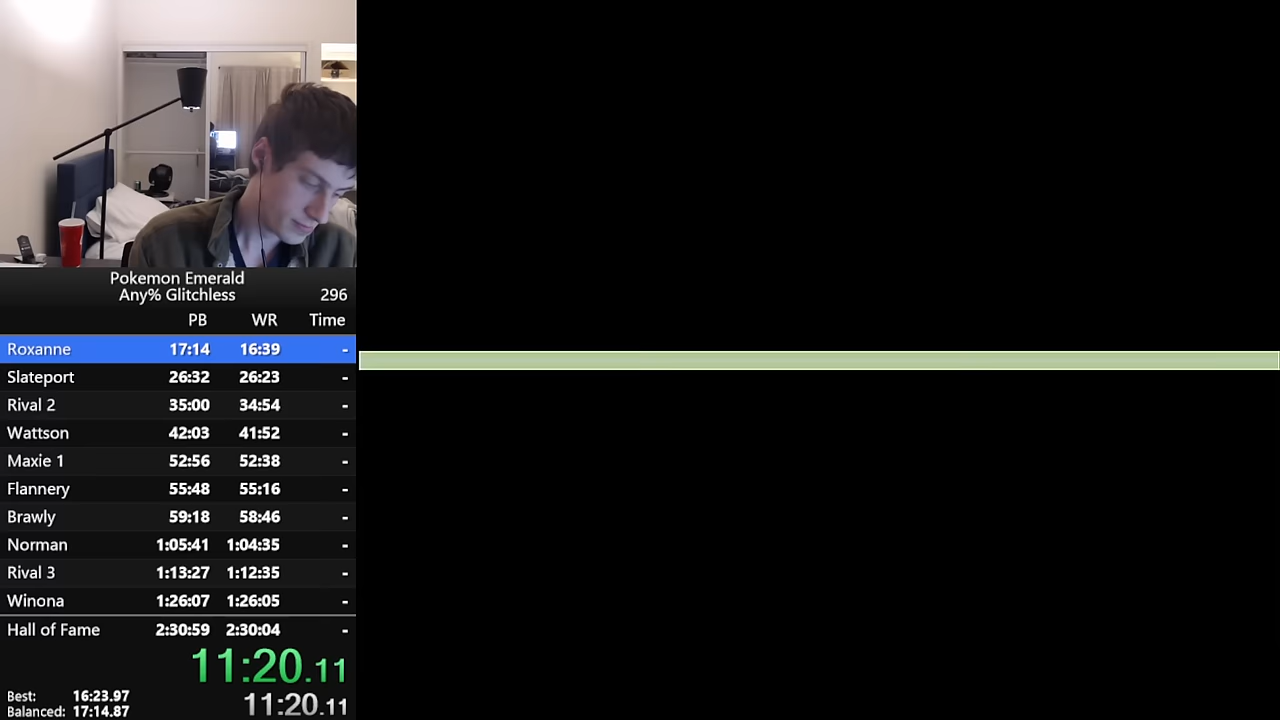 Pokemon Emerald
Any% Glitchless 296
PB WR Time
Roxanne 17:14 16:39 -
Slateport 26:32 26:23 -
Rival 2 35:00 34:54 -
Wattson 42:03 41:52 -
Maxie 1 52:56 52:38 -
Flannery 55:48 55:16 -
Brawly 59:18 58:46 -
Norman 1:05:41 1:04:35 -
Rival 3 1:13:27 1:12:35 -
Winona 1:26:07 1:26:05 -
Hall of Fame 2:30:59 2:30:04 -
11:20.11
Best: 16:23.97
Balanced: 17:14.87 11:20.11